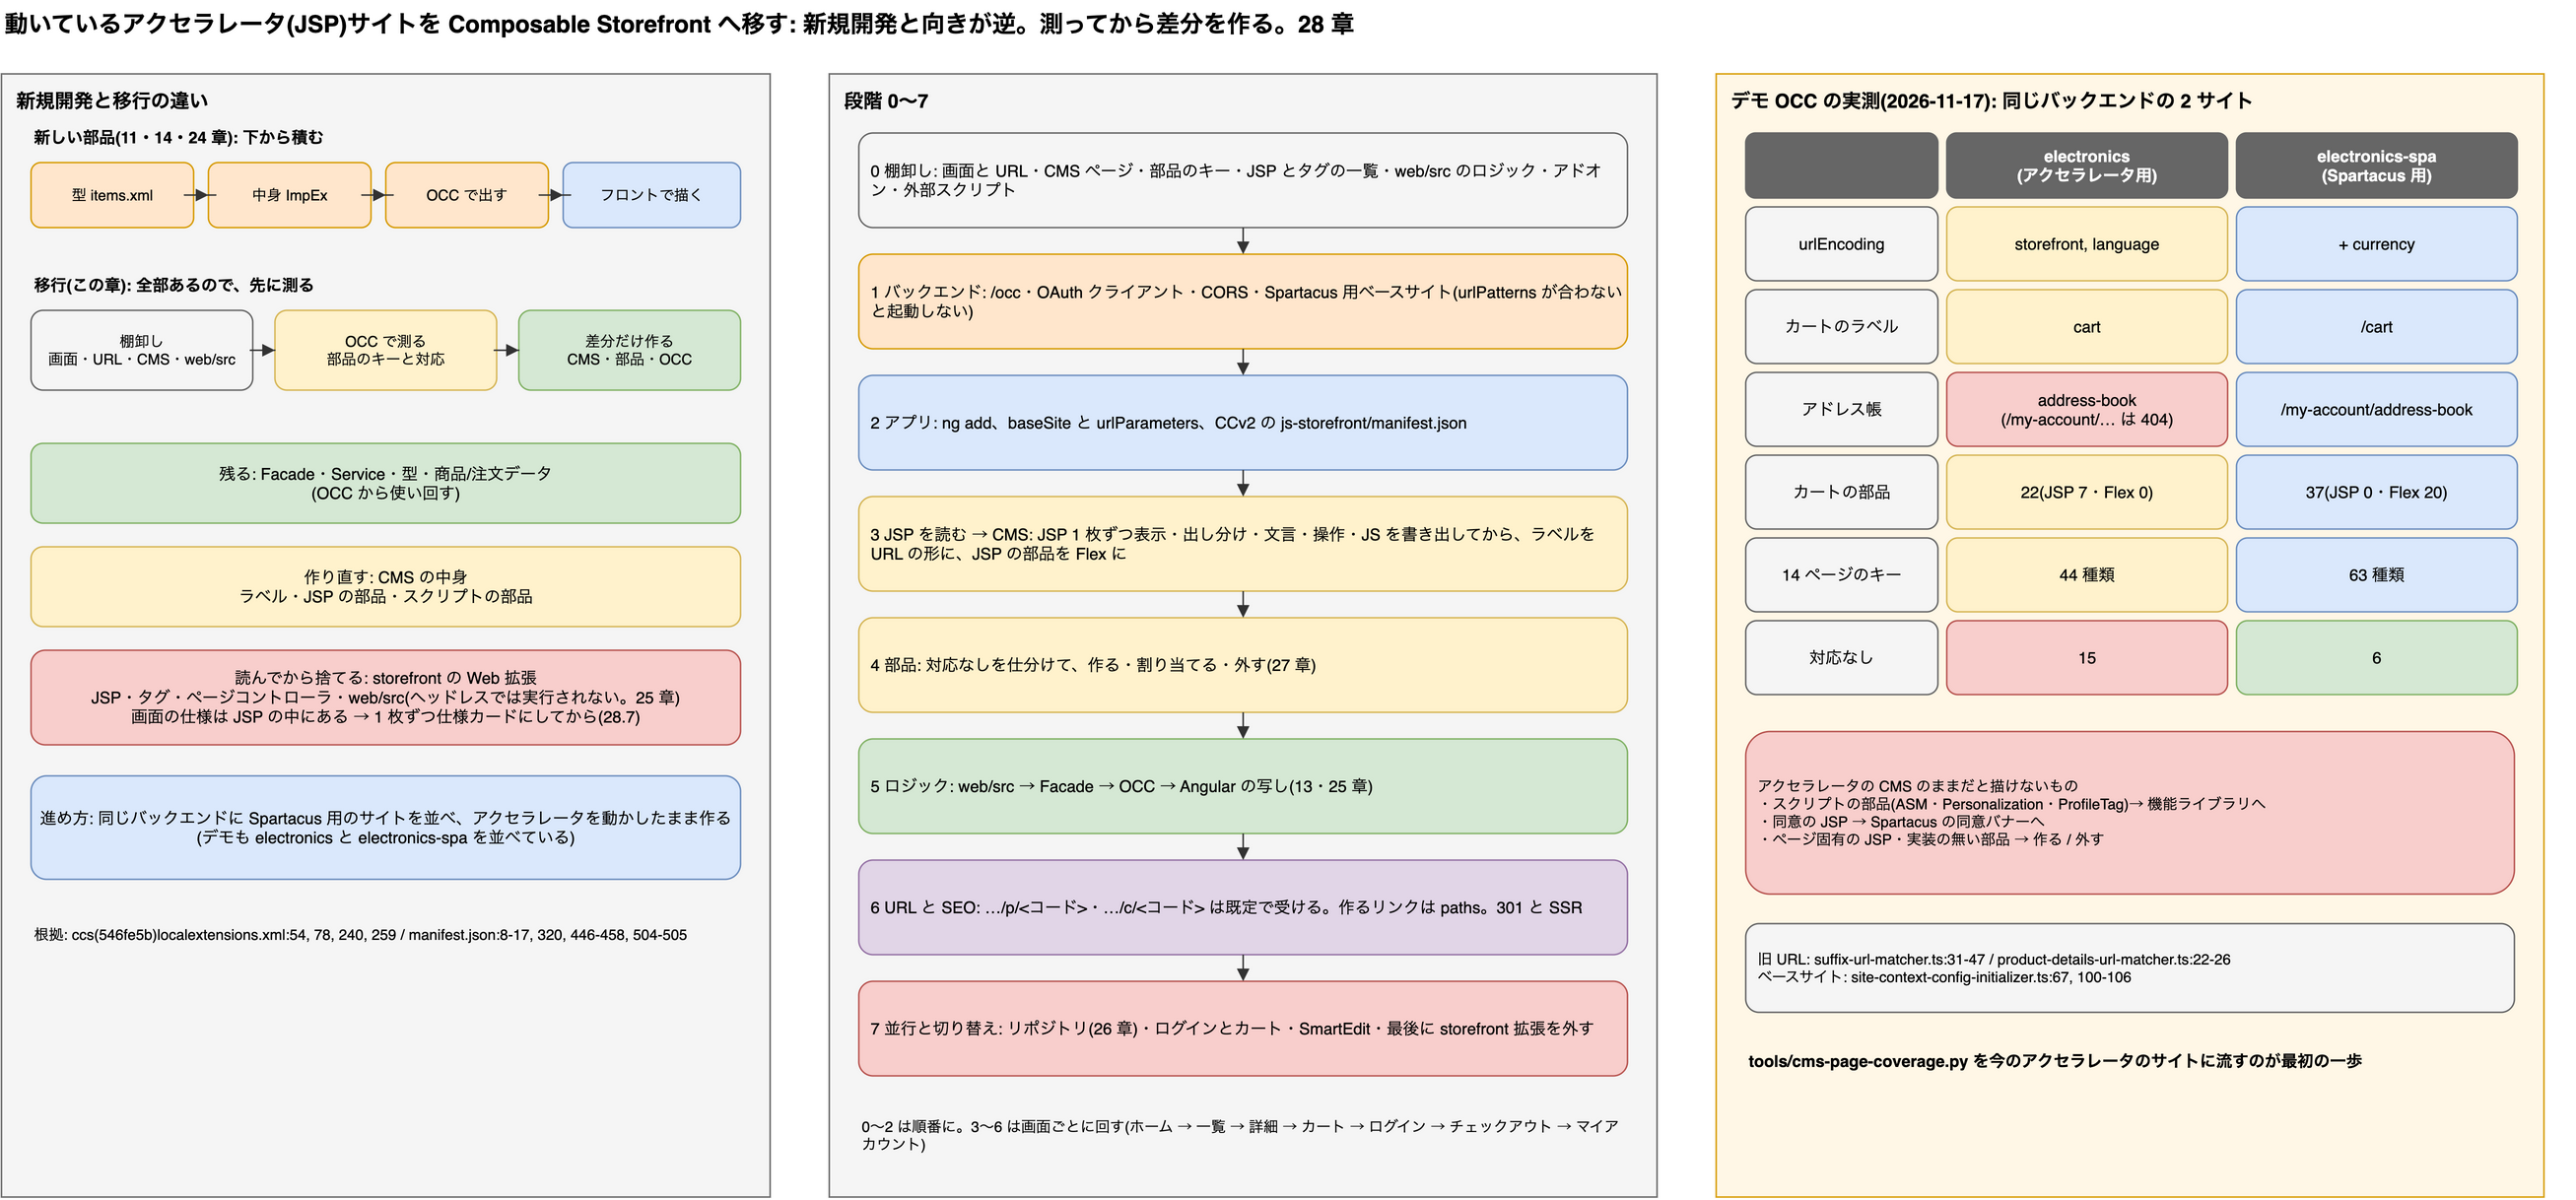 動いているアクセラレータ(JSP)サイトを Composable Storefront へ移す: 新規開発と向きが逆。測ってから差分を作る。28 章
新規開発と移行の違い
新しい部品(11・14・24 章): 下から積む
型 items.xml
中身 ImpEx
OCC で出す
フロントで描く
移行(この章): 全部あるので、先に測る
棚卸し
画面・URL・CMS・web/src
OCC で測る
部品のキーと対応
差分だけ作る
CMS・部品・OCC
残る: Facade・Service・型・商品/注文データ
(OCC から使い回す)
作り直す: CMS の中身
ラベル・JSP の部品・スクリプトの部品
読んでから捨てる: storefront の Web 拡張
JSP・タグ・ページコントローラ・web/src(ヘッドレスでは実行されない。25 章)
画面の仕様は JSP の中にある → 1 枚ずつ仕様カードにしてから(28.7)
進め方: 同じバックエンドに Spartacus 用のサイトを並べ、アクセラレータを動かしたまま作る
(デモも electronics と electronics-spa を並べている)
根拠: ccs(546fe5b)localextensions.xml:54, 78, 240, 259 / manifest.json:8-17, 320, 446-458, 504-505
段階 0〜7
0 棚卸し: 画面と URL・CMS ページ・部品のキー・JSP とタグの一覧・web/src のロジック・アドオ
ン・外部スクリプト
1 バックエンド: /occ・OAuth クライアント・CORS・Spartacus 用ベースサイト(urlPatterns が合わない
と起動しない)
2 アプリ: ng add、baseSite と urlParameters、CCv2 の js-storefront/manifest.json
3 JSP を読む → CMS: JSP 1 枚ずつ表示・出し分け・文言・操作・JS を書き出してから、ラベルを
URL の形に、JSP の部品を Flex に
4 部品: 対応なしを仕分けて、作る・割り当てる・外す(27 章)
5 ロジック: web/src → Facade → OCC → Angular の写し(13・25 章)
6 URL と SEO: …/p/<コード>・…/c/<コード> は既定で受ける。作るリンクは paths。301 と SSR
7 並行と切り替え: リポジトリ(26 章)・ログインとカート・SmartEdit・最後に storefront 拡張を外す
0〜2 は順番に。3〜6 は画面ごとに回す(ホーム → 一覧 → 詳細 → カート → ログイン → チェックアウト → マイア
カウント)
デモ OCC の実測(2026-11-17): 同じバックエンドの 2 サイト
electronics
(アクセラレータ用)
electronics-spa
(Spartacus 用)
urlEncoding
storefront, language
+ currency
カートのラベル
cart
/cart
アドレス帳
address-book
(/my-account/… は 404)
/my-account/address-book
カートの部品
22(JSP 7・Flex 0)
37(JSP 0・Flex 20)
14 ページのキー
44 種類
63 種類
対応なし
15
6
アクセラレータの CMS のままだと描けないもの
・スクリプトの部品(ASM・Personalization・ProfileTag)→ 機能ライブラリへ
・同意の JSP → Spartacus の同意バナーへ
・ページ固有の JSP・実装の無い部品 → 作る / 外す
旧 URL: suffix-url-matcher.ts:31-47 / product-details-url-matcher.ts:22-26
ベースサイト: site-context-config-initializer.ts:67, 100-106
tools/cms-page-coverage.py を今のアクセラレータのサイトに流すのが最初の一歩